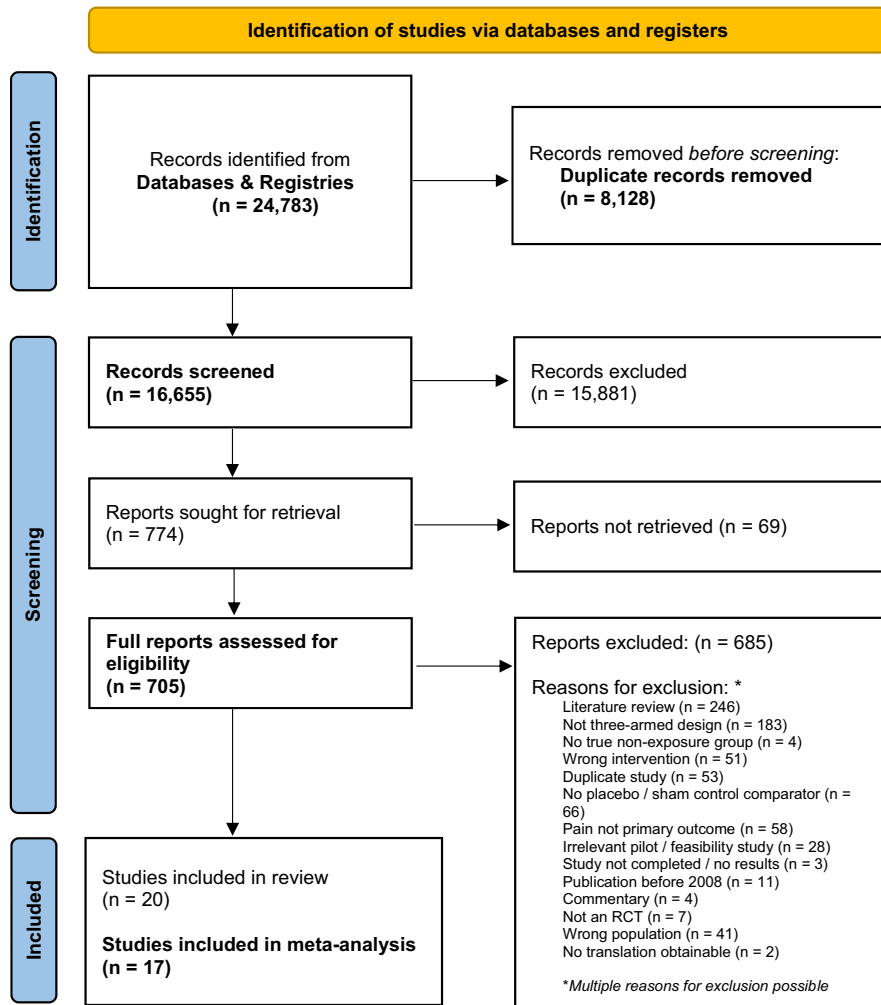 Identification of studies via databases and registers
Identification
Records identified from
Databases & Registries
(n = 24,783)
Records removed before screening:
Duplicate records removed
(n = 8,128)
Screening
Records screened
(n = 16,655)
Records excluded
(n = 15,881)
Reports sought for retrieval
(n = 774)
Reports not retrieved (n = 69)
Full reports assessed for
eligibility
(n = 705)
Reports excluded: (n = 685)
Reasons for exclusion: *
Literature review (n = 246)
Not three-armed design (n = 183)
No true non-exposure group (n = 4)
Wrong intervention (n = 51)
Duplicate study (n = 53)
No placebo / sham control comparator (n =
66)
Pain not primary outcome (n = 58)
Irrelevant pilot / feasibility study (n = 28)
Study not completed / no results (n = 3)
Publication before 2008 (n = 11)
Commentary (n = 4)
Not an RCT (n = 7)
Wrong population (n = 41)
No translation obtainable (n = 2)
*Multiple reasons for exclusion possible
Included
Studies included in review
(n = 20)
Studies included in meta-analysis
(n = 17)